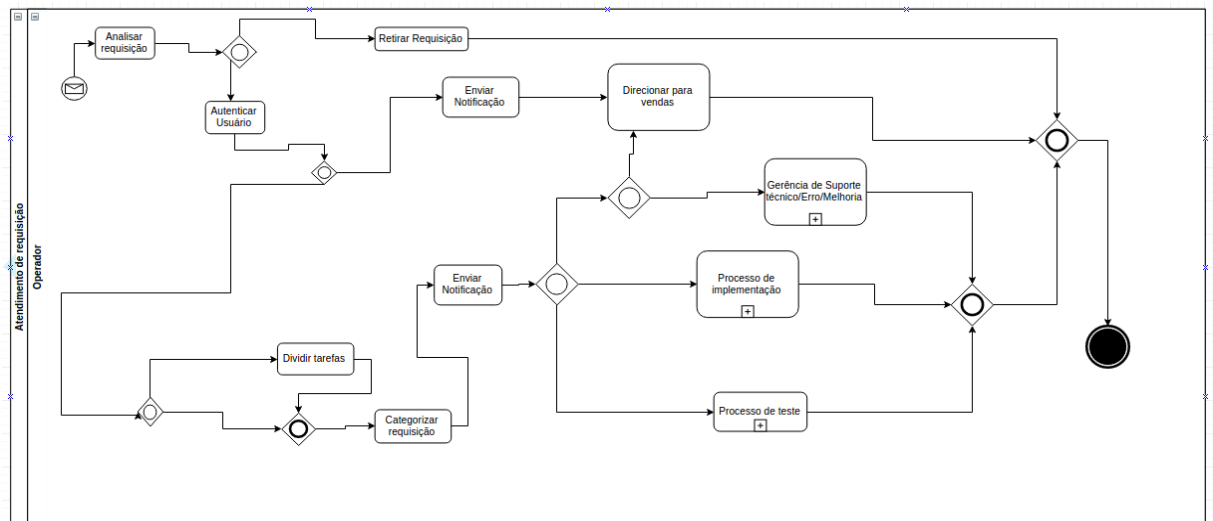 Atendimento de requisição
Operador
Analisar
requisição
Retirar Requisição
Autenticar
Usuário
Enviar
Notificação
Direcionar para
vendas
Gerência de Suporte
técnico/Erro/Melhoria
Enviar
Notificação
Processo de
implementação
Dividir tarefas
Categorizar
requisição
Processo de teste